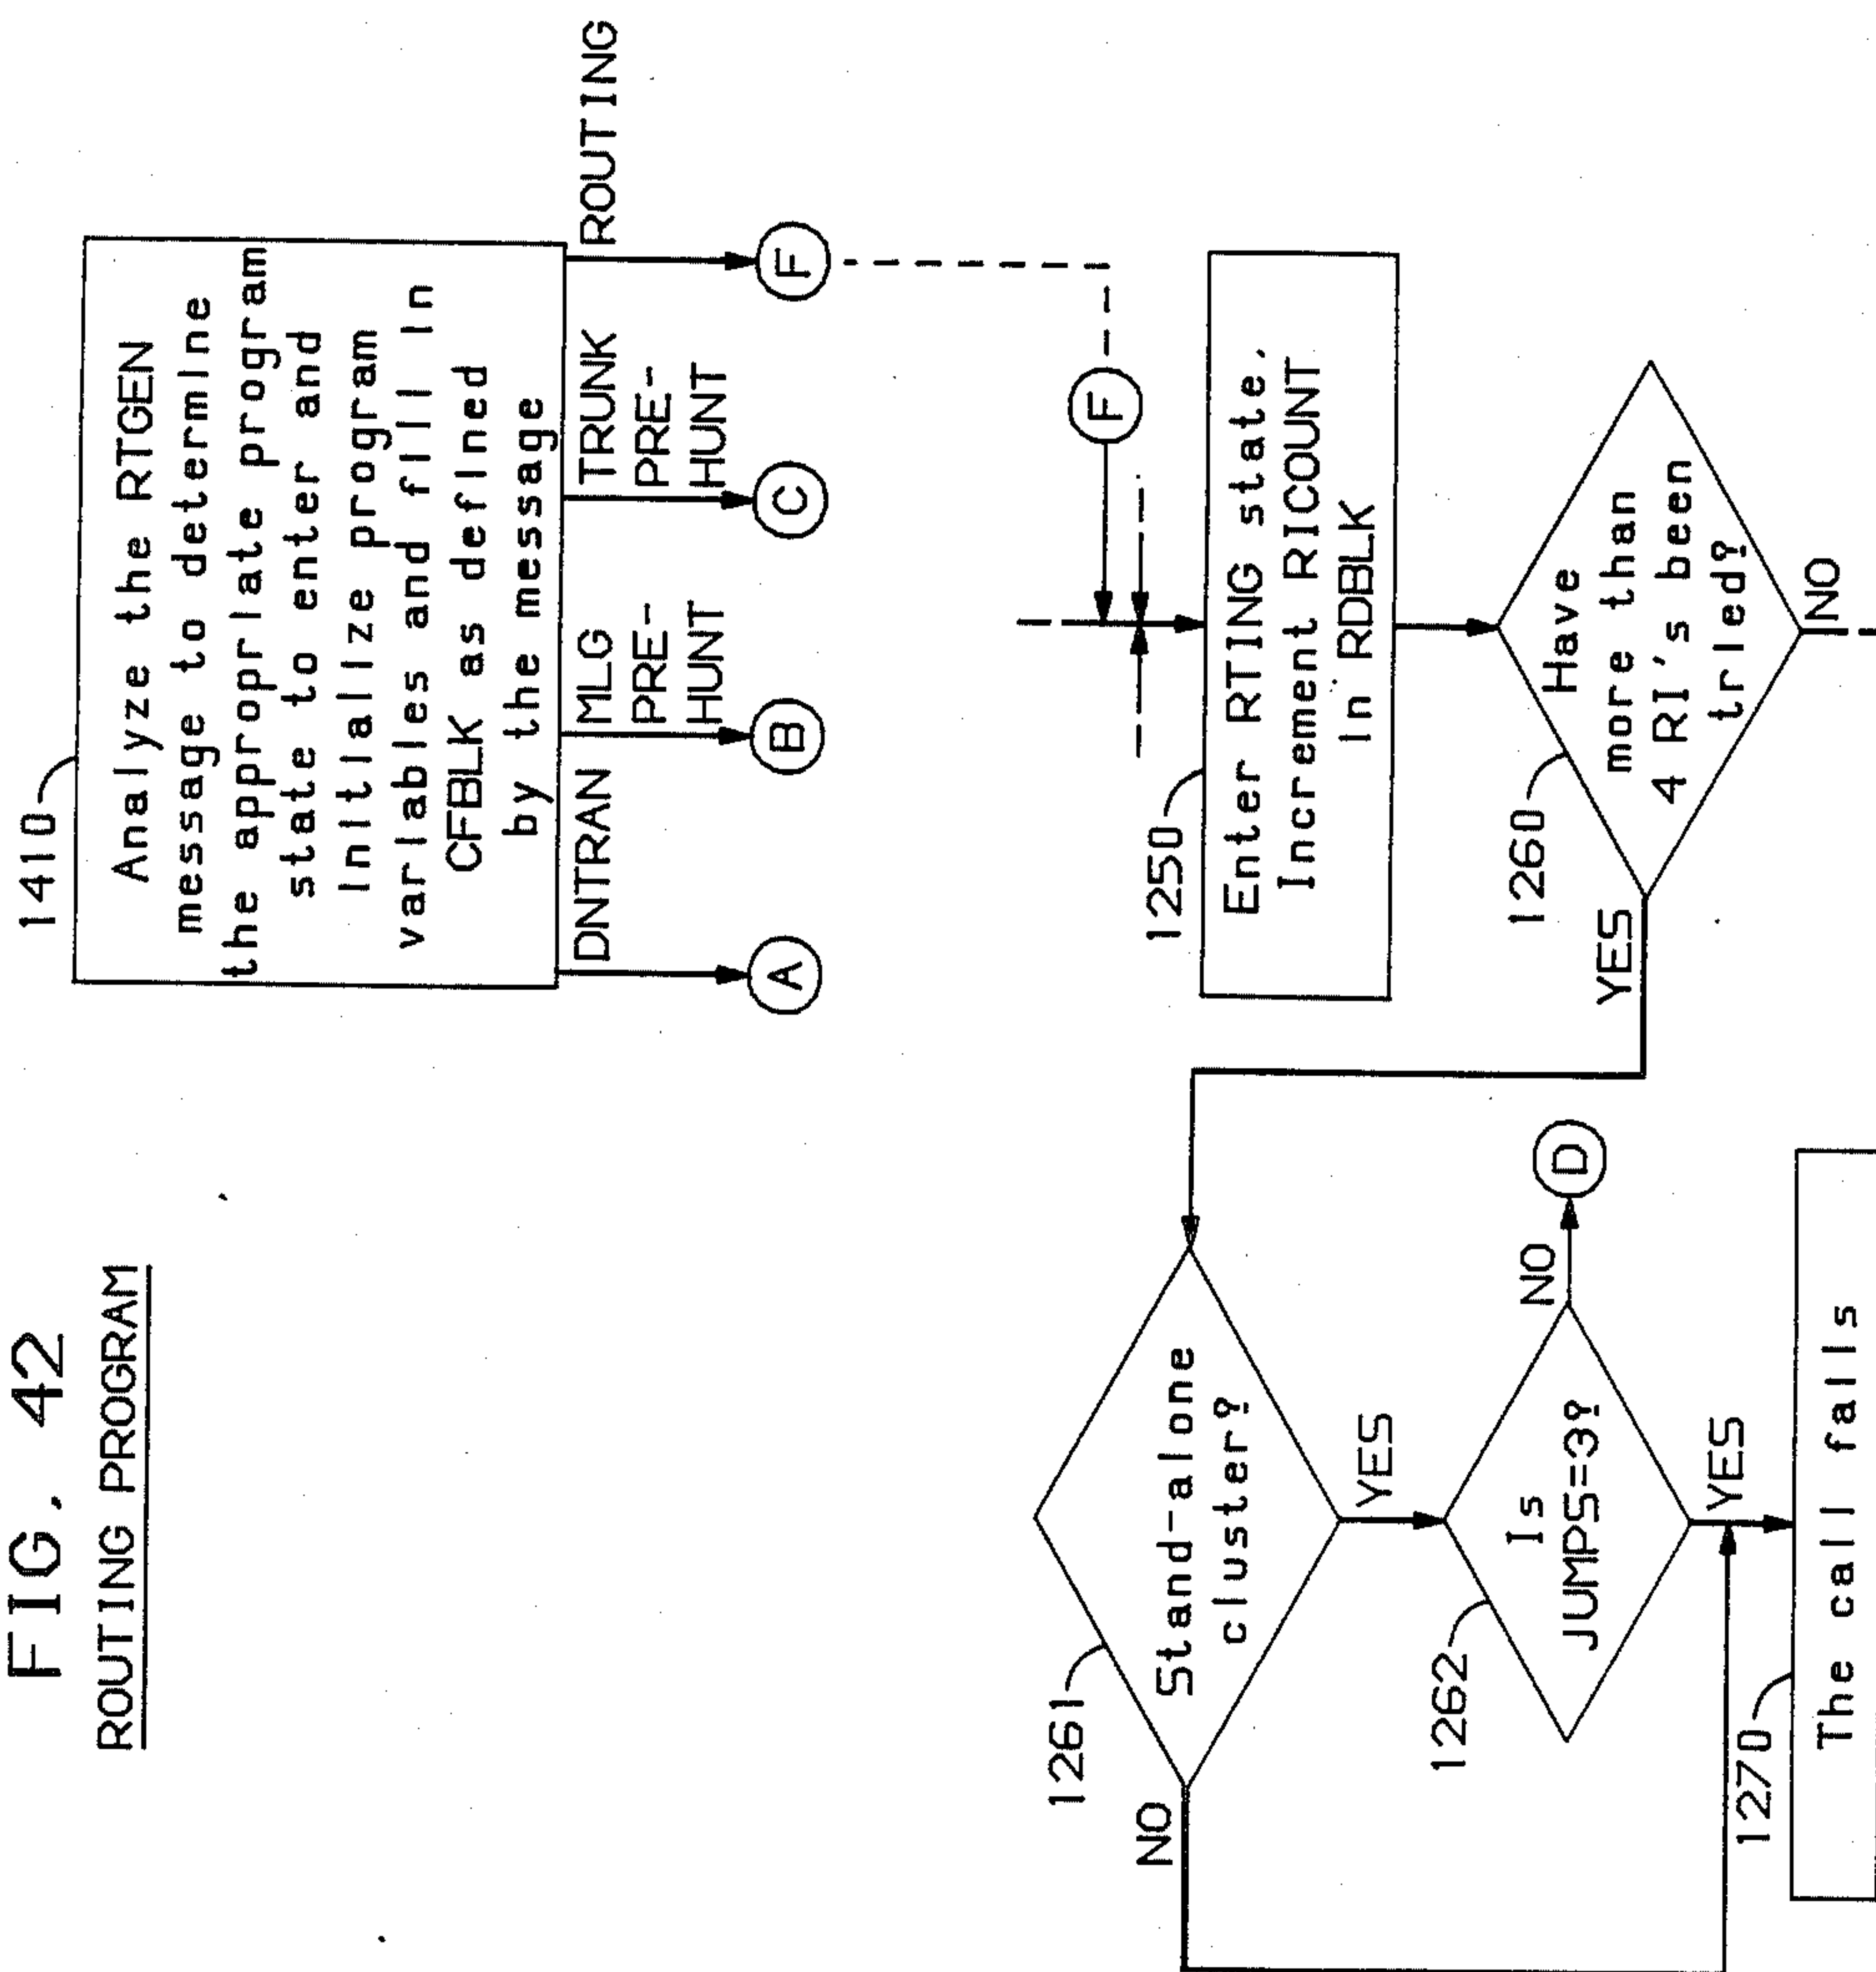 FIG. 42
ROUTING PROGRAM
1410
Analyze the RTGEN
message to determine
the appropriate program
state to enter and
initialize program
variables and fill in
CFBLK as defined
by the message
DNTRAN
MLG
PRE-
HUNT
TRUNK
PRE-
HUNT
ROUTING
A
B
C
F
F
1250
Enter RTING state.
Increment RICOUNT
in RDBLK
1260
Have
more than
4 RI's been
tried?
YES
NO
1261
Stand-alone
cluster?
NO
YES
1262
Is
JUMPS=3?
NO
D
YES
1270
The call fails